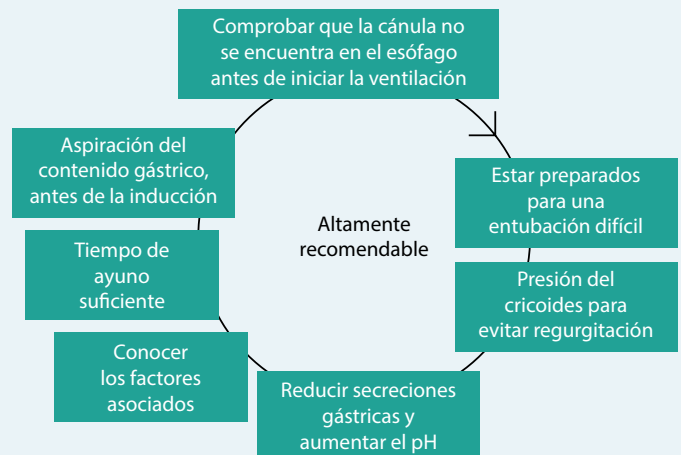 Comprobar que la cánula no
se encuentra en el esófago
antes de iniciar la ventilación
Estar preparados
para una
entubación difícil
Presión del
cricoides para
evitar regurgitación
Reducir secreciones
gástricas y
aumentar el pH
Conocer
los factores
asociados
Tiempo de
ayuno
suficiente
Aspiración del
contenido gástrico,
antes de la inducción
Altamente
recomendable